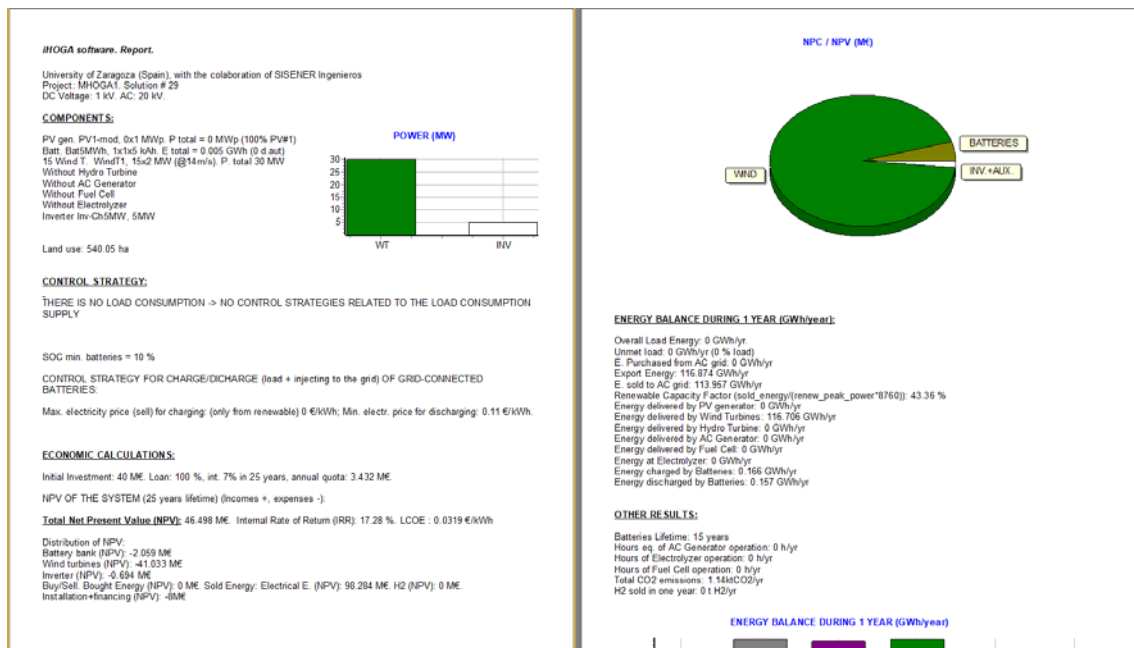 iHOGA software. Report.
University of Zaragoza (Spain), with the colaboration of SISENER Ingenieros
Project: MHOGA1. Solution # 29
DC Voltage: 1 kV. AC: 20 kV.
COMPONENTS:
PV gen. PV1-mod, 0x1 MWp. P total = 0 MWp (100% PV#1)
Batt. Bat5MWh, 1x1x5 kAh. E total = 0.005 GWh (0 d.aut)
15 Wind T. WindT1, 15x2 MW (@14m/s). P. total 30 MW
Without Hydro Turbine
Without AC Generator
Without Fuel Cell
Without Electrolyzer
Inverter Inv-Ch5MW, 5MW
Land use: 540.05 ha
POWER (MW)
30
25
20
15
10
5
WT INV
CONTROL STRATEGY:
THERE IS NO LOAD CONSUMPTION -> NO CONTROL STRATEGIES RELATED TO THE LOAD CONSUMPTION
SUPPLY
SOC min. batteries = 10 %
CONTROL STRATEGY FOR CHARGE/DICHARGE (load + injecting to the grid) OF GRID-CONNECTED
BATTERIES:
Max. electricity price (sell) for charging: (only from renewable) 0 €/kWh; Min. electr. price for discharging: 0.11 €/kWh.
ECONOMIC CALCULATIONS:
Initial Investment: 40 M€. Loan: 100 %, int. 7% in 25 years, annual quota: 3.432 M€.
NPV OF THE SYSTEM (25 years lifetime) (Incomes +, expenses -):
Total Net Present Value (NPV): 46.498 M€. Internal Rate of Return (IRR): 17.28 %. LCOE : 0.0319 €/kWh
Distribution of NPV:
Battery bank (NPV): -2.059 M€
Wind turbines (NPV): -41.033 M€
Inverter (NPV): -0.694 M€
Buy/Sell. Bought Energy (NPV): 0 M€. Sold Energy: Electrical E. (NPV): 98.284 M€. H2 (NPV): 0 M€.
Installation+financing (NPV): -8M€
NPC / NPV (M€)
BATTERIES
INV.+AUX.
WIND
ENERGY BALANCE DURING 1 YEAR (GWh/year):
Overall Load Energy: 0 GWh/yr.
Unmet load: 0 GWh/yr (0 % load)
E. Purchased from AC grid: 0 GWh/yr
Export Energy: 116.874 GWh/yr
E. sold to AC grid: 113.957 GWh/yr
Renewable Capacity Factor (sold_energy/(renew_peak_power*8760)): 43.36 %
Energy delivered by PV generator: 0 GWh/yr
Energy delivered by Wind Turbines: 116.706 GWh/yr
Energy delivered by Hydro Turbine: 0 GWh/yr
Energy delivered by AC Generator: 0 GWh/yr
Energy delivered by Fuel Cell: 0 GWh/yr
Energy at Electrolyzer: 0 GWh/yr
Energy charged by Batteries: 0.166 GWh/yr
Energy discharged by Batteries: 0.157 GWh/yr
OTHER RESULTS:
Batteries Lifetime: 15 years
Hours eq. of AC Generator operation: 0 h/yr
Hours of Electrolyzer operation: 0 h/yr
Hours of Fuel Cell operation: 0 h/yr
Total CO2 emissions: 1.14ktCO2/yr
H2 sold in one year: 0 t H2/yr
ENERGY BALANCE DURING 1 YEAR (GWh/year)